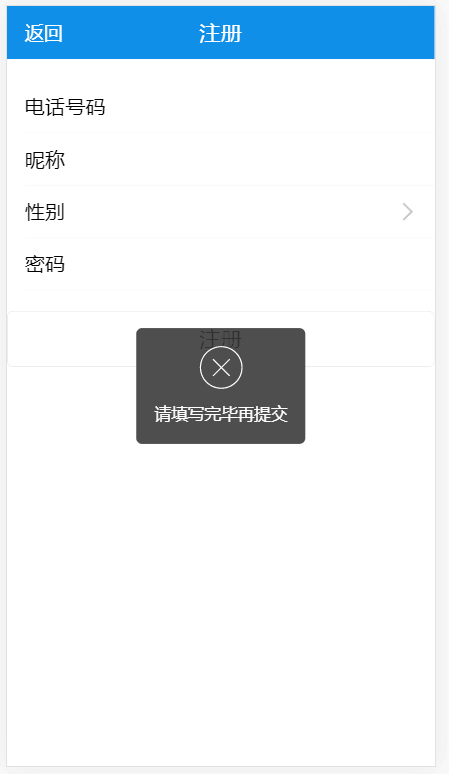 返回 注册
电话号码
昵称
性别
密码
注册
请填写完毕再提交